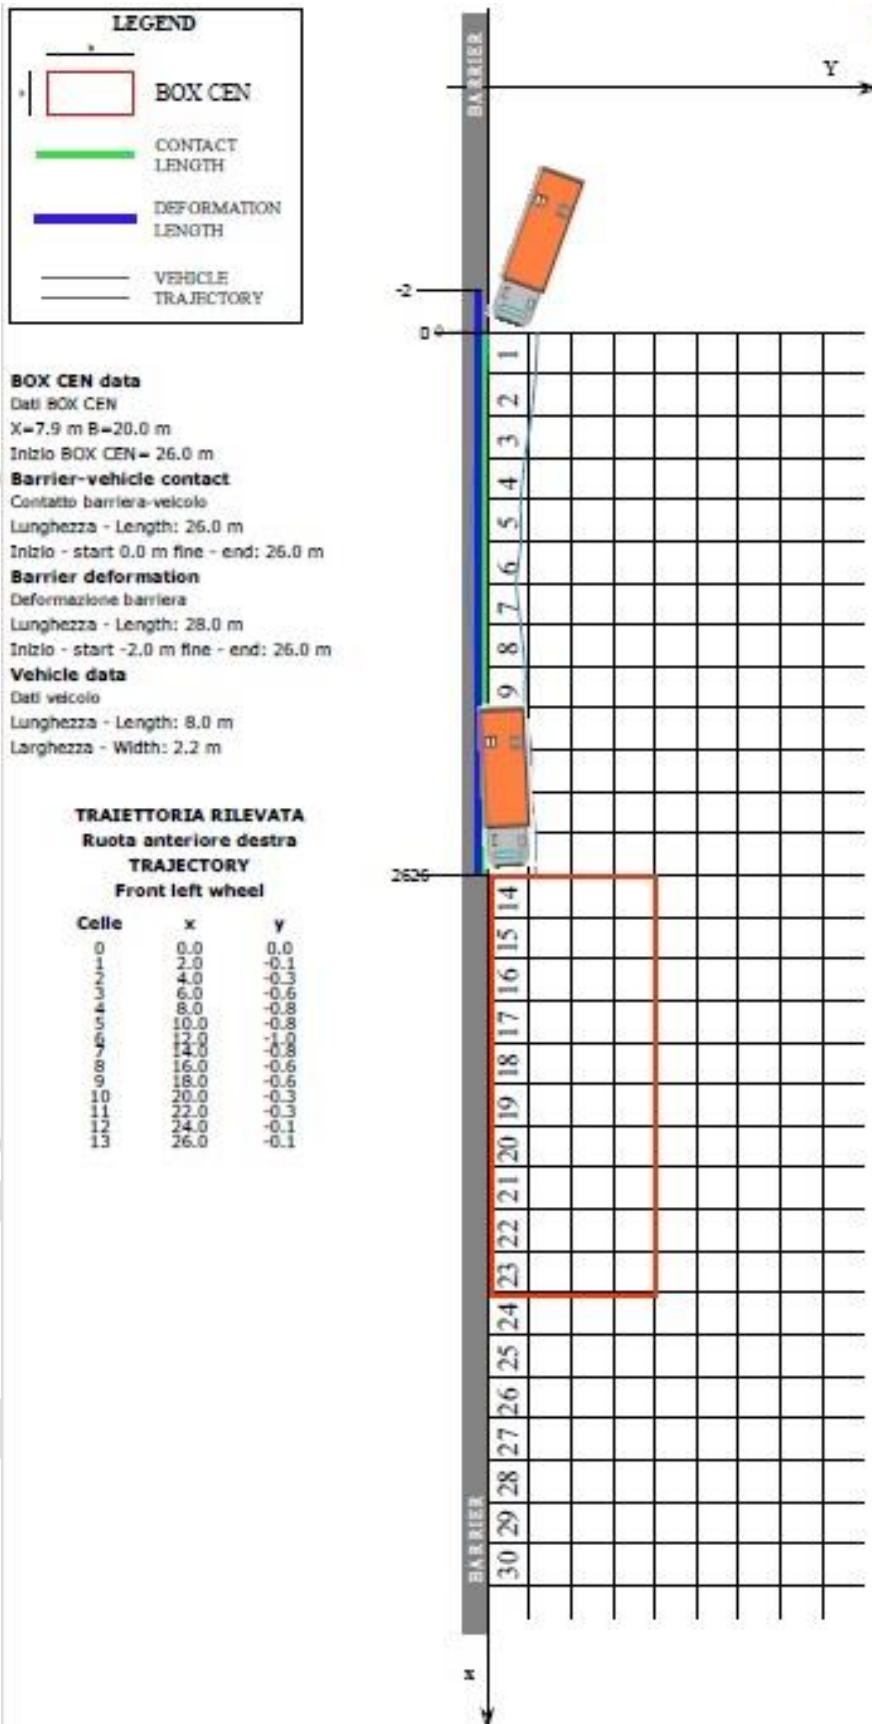 LEGEND
BOX CEN
CONTACT
LENGTH
DEFORMATION
LENGTH
VEHICLE
TRAJECTORY
BARRIER
Y
-2
0
BOX CEN data
Dati BOX CEN
X=7.9 m B=20.0 m
Inizio BOX CEN= 26.0 m
Barrier-vehicle contact
Contatto barriera-veicolo
Lunghezza - Length: 26.0 m
Inizio - start 0.0 m fine - end: 26.0 m
Barrier deformation
Deformazione barriera
Lunghezza - Length: 28.0 m
Inizio - start -2.0 m fine - end: 26.0 m
Vehicle data
Dati veicolo
Lunghezza - Length: 8.0 m
Larghezza - Width: 2.2 m
TRAIETTORIA RILEVATA
Ruota anteriore destra
TRAJECTORY
Front left wheel
Celle x y
0 0.0 0.0
1 2.0 -0.1
2 4.0 -0.3
3 6.0 -0.6
4 8.0 -0.8
5 10.0 -0.8
6 12.0 -1.0
7 14.0 -0.8
8 16.0 -0.6
9 18.0 -0.6
10 20.0 -0.3
11 22.0 -0.3
12 24.0 -0.1
13 26.0 -0.1
1
2
3
4
5
6
7
8
9
2626
14
15
16
17
18
19
20
21
22
23
24
25
26
27
28
29
30
BARRIER
x